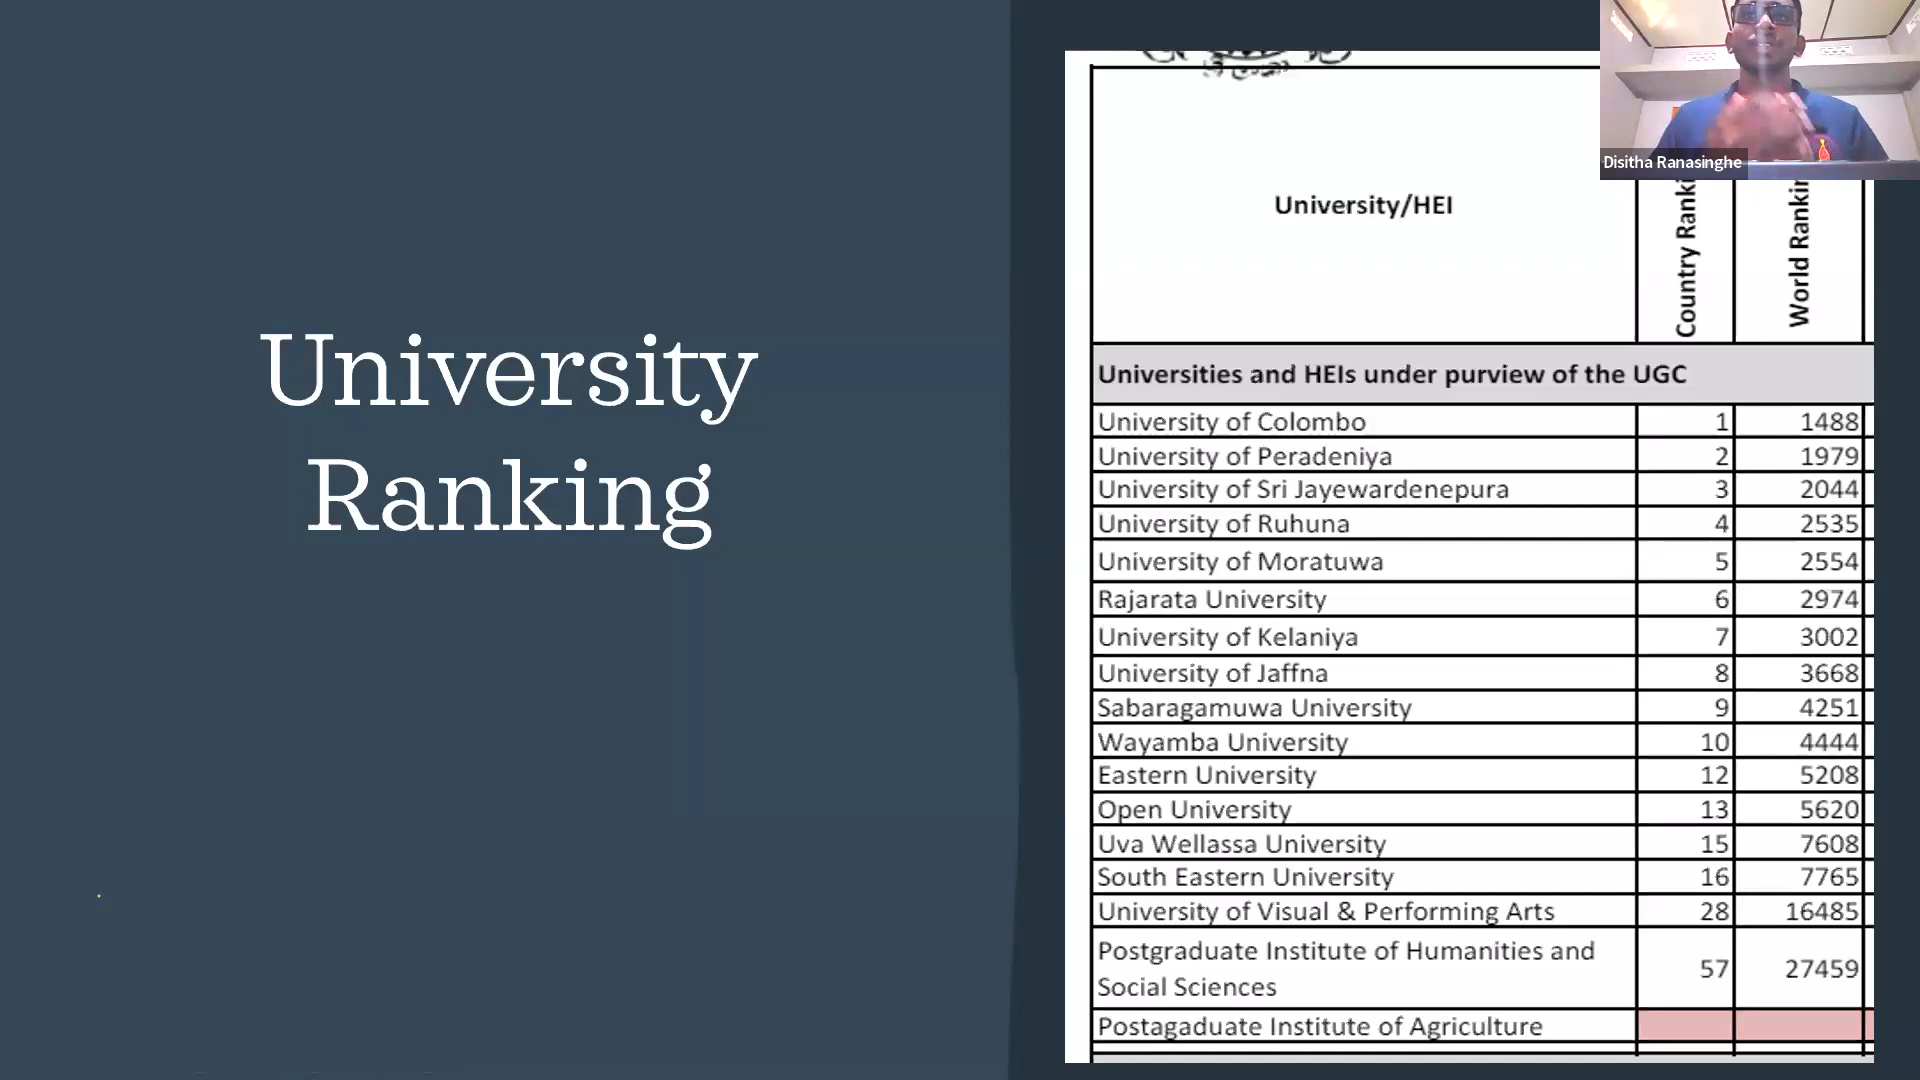 University
Ranking
Disitha Ranasinghe
University/HEI
Country
World
Universities and HEIs under purview of the UGC
University of Colombo 1 1488
University of Peradeniya 2 1979
University of Sri Jayewardenepura 3 2044
University of Ruhuna 4 2535
University of Moratuwa 5 2554
Rajarata University 6 2974
University of Kelaniya 7 3002
University of Jaffna 8 3668
Sabaragamuwa University 9 4251
Wayamba University 10 4444
Eastern University 12 5208
Open University 13 5620
Uva Wellassa University 15 7608
South Eastern University 16 7765
University of Visual & Performing Arts 28 16485
Postgraduate Institute of Humanities and
Social Sciences 57 27459
Postagaduate Institute of Agriculture